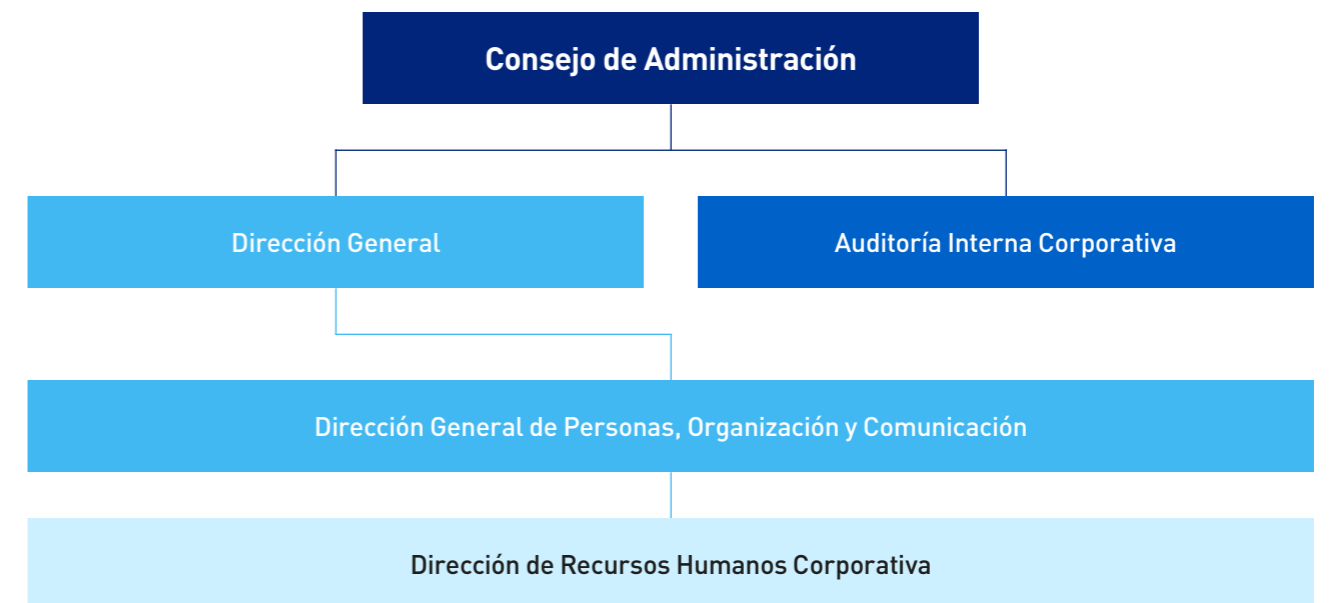 Consejo de Administración
Dirección General
Auditoría Interna Corporativa
Dirección General de Personas, Organización y Comunicación
Dirección de Recursos Humanos Corporativa